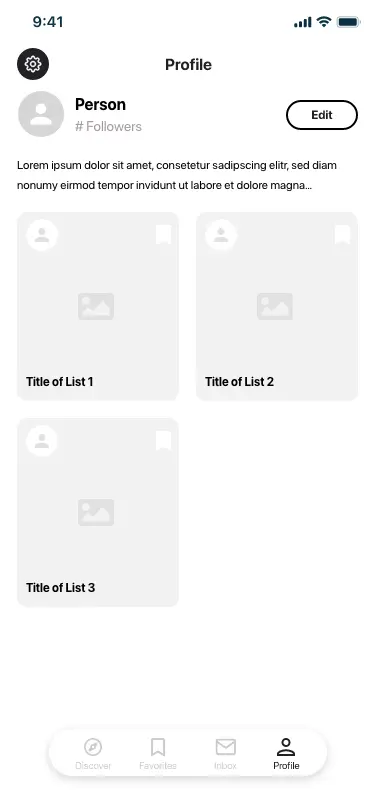 9:41
Profile
Person
# Followers
Edit
Lorem ipsum dolor sit amet, consetetur sadipscing elitr, sed diam
nonumy eirmod tempor invidunt ut labore et dolore magna...
Title of List 1
Title of List 2
Title of List 3
Discover
Favorites
Inbox
Profile